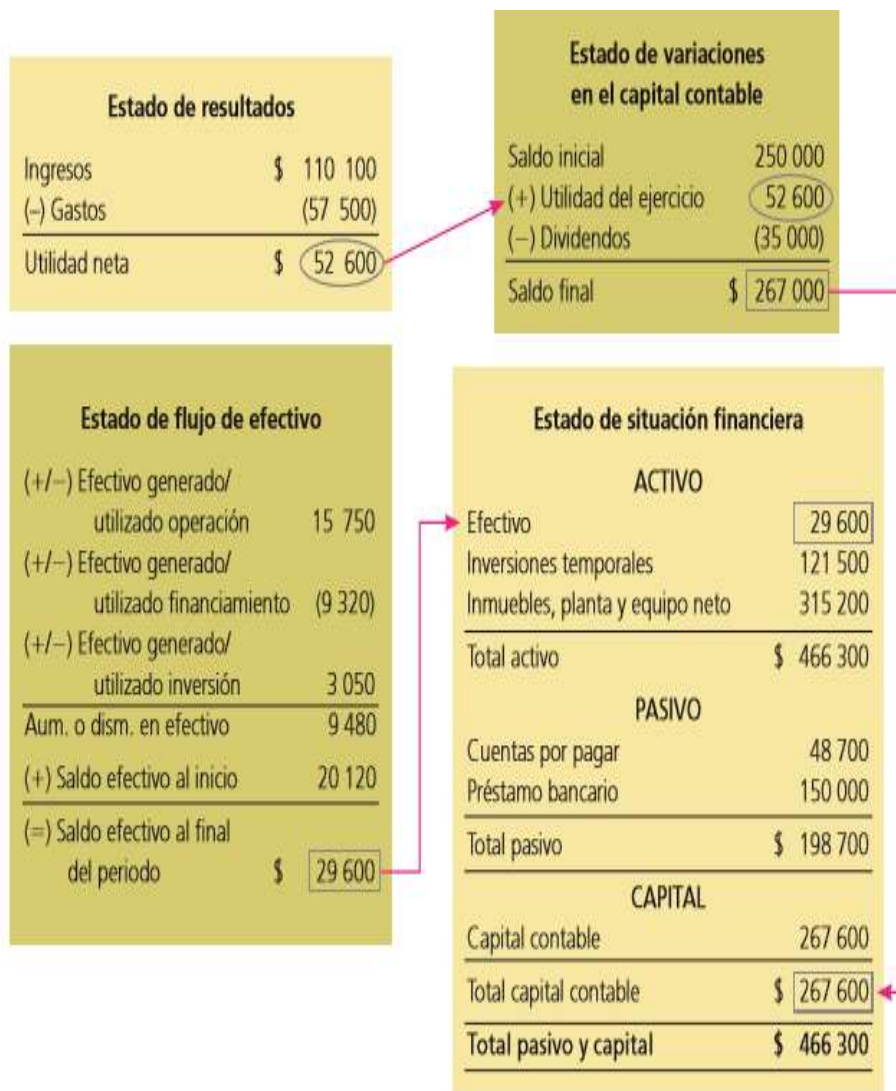 Estado de resultados
Ingresos $ 110 100
(–) Gastos (57 500)
Utilidad neta $ 52 600
Estado de variaciones
en el capital contable
Saldo inicial 250 000
(+) Utilidad del ejercicio 52 600
(−) Dividendos (35 000)
Saldo final $ 267 000
Estado de flujo de efectivo
(+/−) Efectivo generado/
utilizado operación 15 750
(+/−) Efectivo generado/
utilizado financiamiento (9 320)
(+/−) Efectivo generado/
utilizado inversión 3 050
Aum. o dism. en efectivo 9 480
(+) Saldo efectivo al inicio 20 120
(=) Saldo efectivo al final
del periodo $ 29 600
Estado de situación financiera
ACTIVO
Efectivo 29 600
Inversiones temporales 121 500
Inmuebles, planta y equipo neto 315 200
Total activo $ 466 300
PASIVO
Cuentas por pagar 48 700
Préstamo bancario 150 000
Total pasivo $ 198 700
CAPITAL
Capital contable 267 600
Total capital contable $ 267 600
Total pasivo y capital $ 466 300